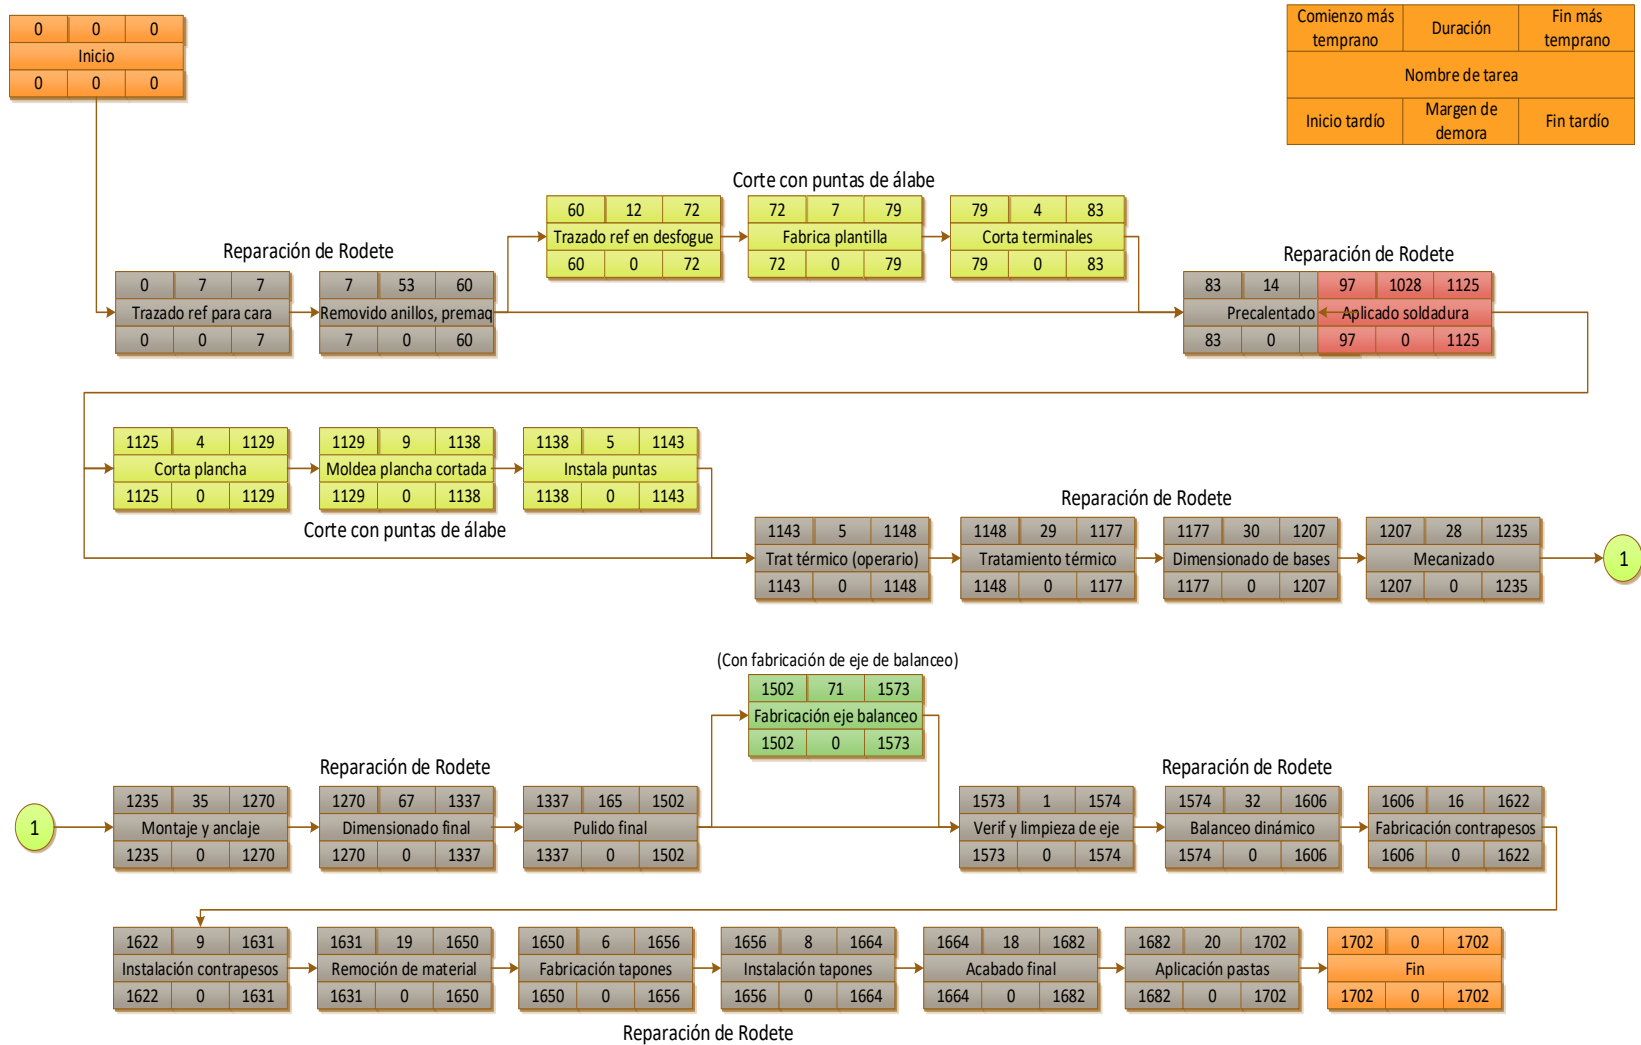 0 0 0
Inicio
0 0 0
Comienzo más temprano Duración Fin más temprano
Nombre de tarea
Inicio tardío Margen de demora Fin tardío
Corte con puntas de álabe
60 12 72
Trazado ref en desfogue
60 0 72
72 7 79
Fabrica plantilla
72 0 79
79 4 83
Corta terminales
79 0 83
Reparación de Rodete
0 7 7
Trazado ref para cara
0 0 7
7 53 60
Removido anillos, premaq
7 0 60
Reparación de Rodete
83 14
Precalentado
83 0
97 1028 1125
Aplicado soldadura
97 0 1125
1125 4 1129
Corta plancha
1125 0 1129
1129 9 1138
Moldea plancha cortada
1129 0 1138
1138 5 1143
Instala puntas
1138 0 1143
Corte con puntas de álabe
Reparación de Rodete
1143 5 1148
Trat térmico (operario)
1143 0 1148
1148 29 1177
Tratamiento térmico
1148 0 1177
1177 30 1207
Dimensionado de bases
1177 0 1207
1207 28 1235
Mecanizado
1207 0 1235
1
(Con fabricación de eje de balanceo)
1502 71 1573
Fabricación eje balanceo
1502 0 1573
1
Reparación de Rodete
1235 35 1270
Montaje y anclaje
1235 0 1270
1270 67 1337
Dimensionado final
1270 0 1337
1337 165 1502
Pulido final
1337 0 1502
Reparación de Rodete
1573 1 1574
Verif y limpieza de eje
1573 0 1574
1574 32 1606
Balanceo dinámico
1574 0 1606
1606 16 1622
Fabricación contrapesos
1606 0 1622
1622 9 1631
Instalación contrapesos
1622 0 1631
1631 19 1650
Remoción de material
1631 0 1650
1650 6 1656
Fabricación tapones
1650 0 1656
1656 8 1664
Instalación tapones
1656 0 1664
1664 18 1682
Acabado final
1664 0 1682
1682 20 1702
Aplicación pastas
1682 0 1702
1702 0 1702
Fin
1702 0 1702
Reparación de Rodete